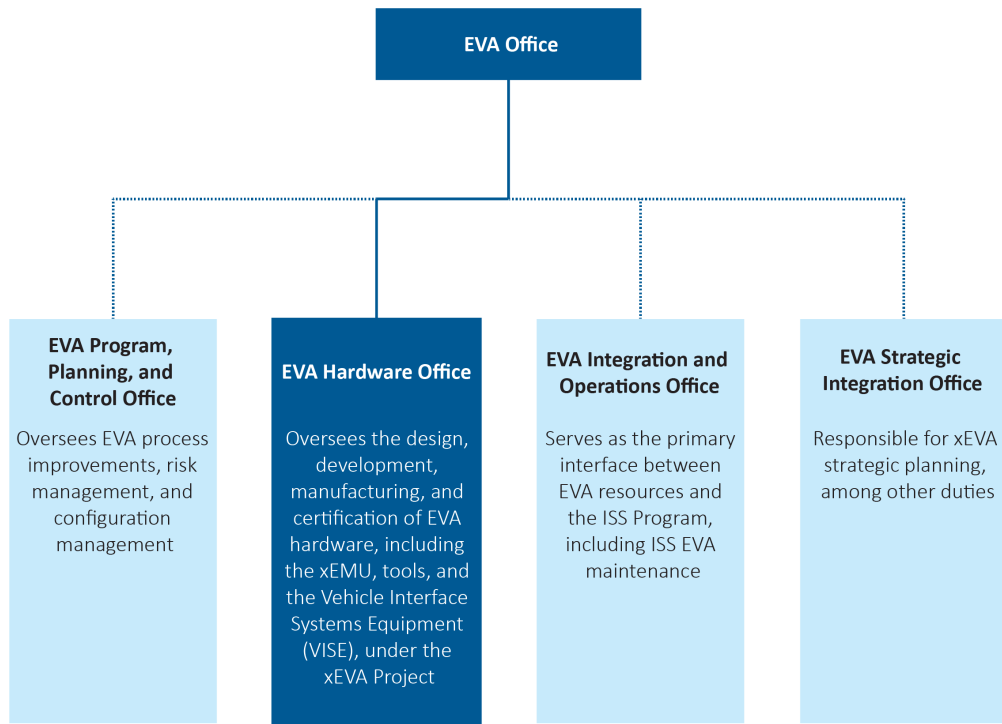 EVA Office
EVA Program,
Planning, and
Control Office
Oversees EVA process
improvements, risk
management, and
configuration
management
EVA Hardware Office
Oversees the design,
development,
manufacturing, and
certification of EVA
hardware, including
the xEMU, tools, and
the Vehicle Interface
Systems Equipment
(VISE), under the
xEVA Project
EVA Integration and
Operations Office
Serves as the primary
interface between
EVA resources and
the ISS Program,
including ISS EVA
maintenance
EVA Strategic
Integration Office
Responsible for xEVA
strategic planning,
among other duties